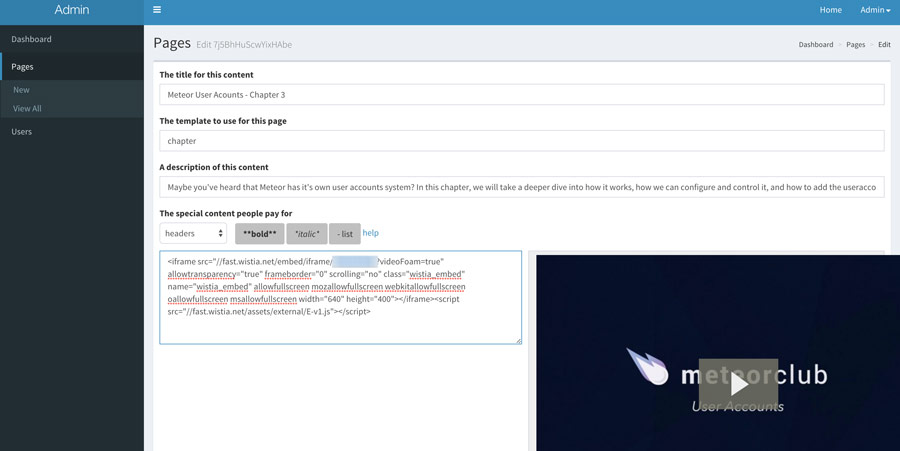 Admin
Home
Admin
Dashboard
Pages
New
View All
Users
Pages Edit 7j5BhHuScwYixHAbe
Dashboard > Pages > Edit
The title for this content
Meteor User Acounts - Chapter 3
The template to use for this page
chapter
A description of this content
Maybe you've heard that Meteor has it's own user accounts system? In this chapter, we will take a deeper dive into how it works, how we can configure and control it, and how to add the useracco
The special content people pay for
headers
**bold**
*italic*
- list
help
<iframe src="//fast.wistia.net/embed/iframe/ ?videoFoam=true"
allowtransparency="true" frameborder="0" scrolling="no" class="wistia_embed"
name="wistia_embed" allowfullscreen mozallowfullscreen webkitallowfullscreen
oallowfullscreen msallowfullscreen width="640" height="400"></iframe><script
src="//fast.wistia.net/assets/external/E-v1.js"></script>
meteorclub
User Accounts